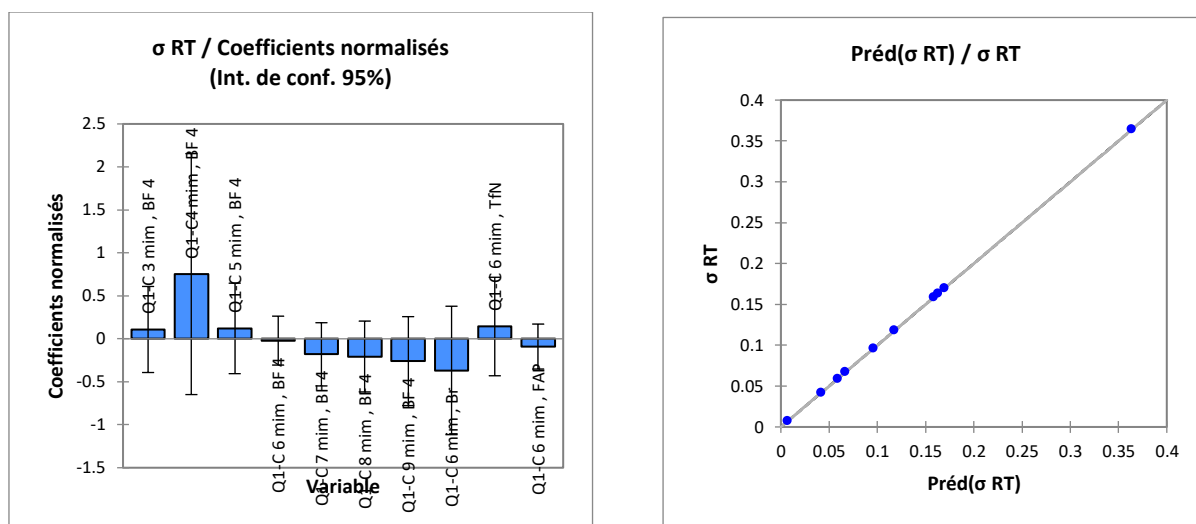 σ RT / Coefficients normalisés
(Int. de conf. 95%)
Coefficients normalisés
2.5
2
1.5
1
0.5
0
-0.5
-1
-1.5
Q1-C 3 mim , BF 4
Q1-C4 mim , BF 4
Q1-C 5 mim , BF 4
Q1-C 6 mim , BF 4
Q1-C 7 mim , BF 4
Q1-C 8 mim , BF 4
Q1-C 9 mim , BF 4
Q1-C 6 mim , Br
Q1-C 6 mim , TfN
Q1-C 6 mim , FAP
Variable
Préd(σ RT) / σ RT
σ RT
0.4
0.35
0.3
0.25
0.2
0.15
0.1
0.05
0
0 0.05 0.1 0.15 0.2 0.25 0.3 0.35 0.4
Préd(σ RT)